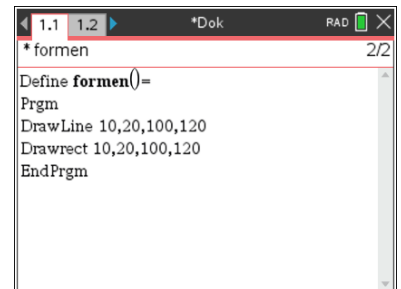 1.1 1.2 *Dok RAD
* formen 2/2
Define formen()=
Prgm
DrawLine 10,20,100,120
Drawrect 10,20,100,120
EndPrgm